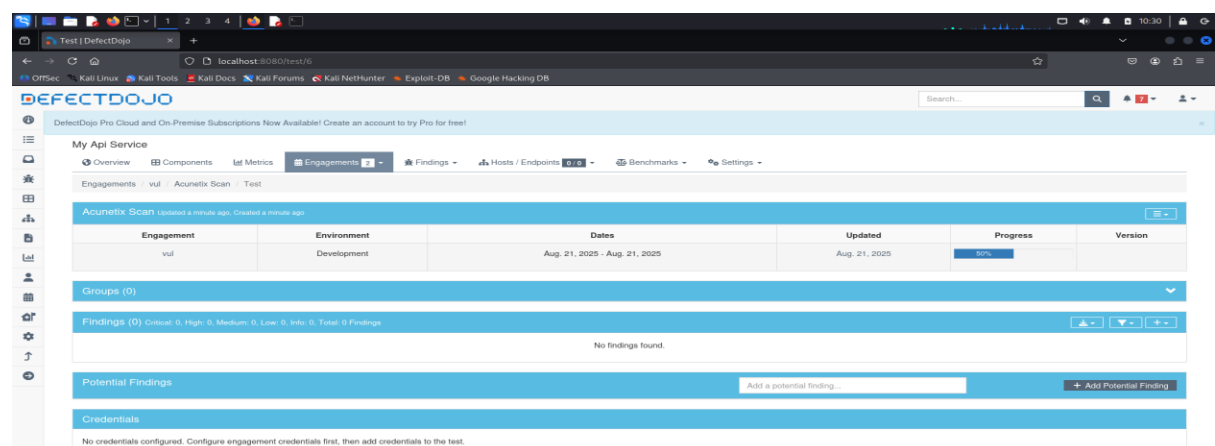 1 2 3 4 10:30
Test | DefectDojo × +
localhost:8080/test/6
OffSec Kali Linux Kali Tools Kali Docs Kali Forums Kali NetHunter Exploit-DB Google Hacking DB
DEFECTDOJO Search... 7
DefectDojo Pro Cloud and On-Premise Subscriptions Now Available! Create an account to try Pro for free! ×
My Api Service
Overview Components Metrics Engagements 2 Findings Hosts / Endpoints 0 / 0 Benchmarks Settings
Engagements / vul / Acunetix Scan / Test
Acunetix Scan Updated a minute ago, Created a minute ago
Engagement Environment Dates Updated Progress Version
vul Development Aug. 21, 2025 - Aug. 21, 2025 Aug. 21, 2025 50%
Groups (0)
Findings (0) Critical: 0, High: 0, Medium: 0, Low: 0, Info: 0, Total: 0 Findings
No findings found.
Potential Findings Add a potential finding... + Add Potential Finding
Credentials
No credentials configured. Configure engagement credentials first, then add credentials to the test.